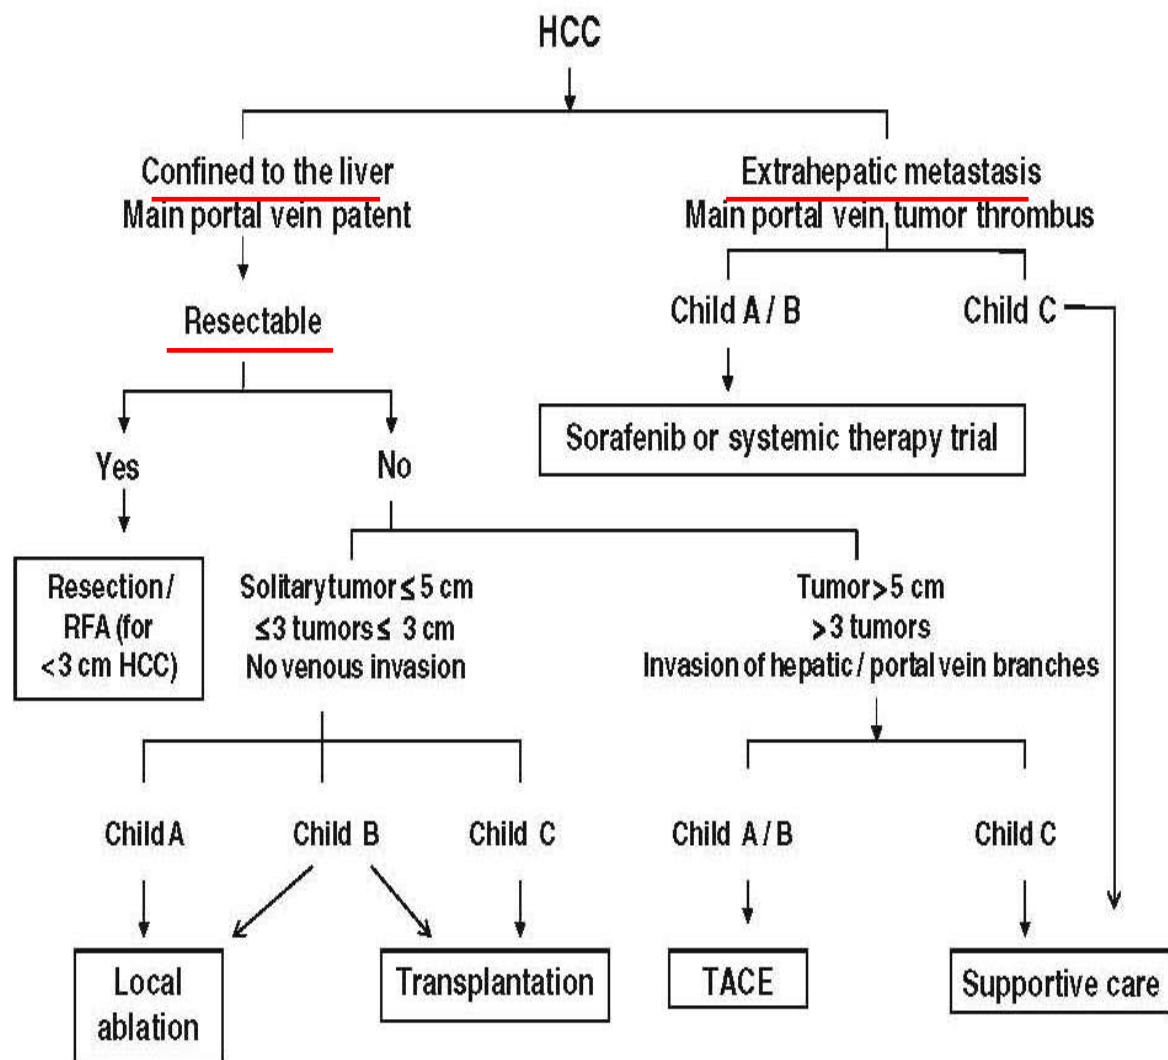 HCC
Confined to the liver
Main portal vein patent
Extrahepatic metastasis
Main portal vein tumor thrombus
Resectable
Child A / B
Child C
Sorafenib or systemic therapy trial
Yes
No
Resection /
RFA (for
<3 cm HCC)
Solitary tumor ≤ 5 cm
≤3 tumors ≤ 3 cm
No venous invasion
Tumor > 5 cm
> 3 tumors
Invasion of hepatic / portal vein branches
Child A
Child B
Child C
Child A / B
Child C
Local
ablation
Transplantation
TACE
Supportive care